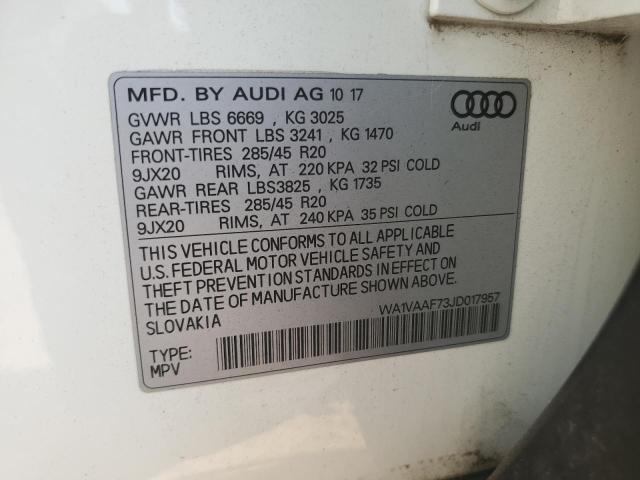 MFD. BY AUDI AG 10 17
GVWR LBS 6669 , KG 3025
GAWR FRONT LBS 3241 , KG 1470
FRONT-TIRES 285/45 R20
9JX20 RIMS, AT 220 KPA 32 PSI COLD
GAWR REAR LBS3825 , KG 1735
REAR-TIRES 285/45 R20
9JX20 RIMS, AT 240 KPA 35 PSI COLD
Audi
THIS VEHICLE CONFORMS TO ALL APPLICABLE
U.S. FEDERAL MOTOR VEHICLE SAFETY AND
THEFT PREVENTION STANDARDS IN EFFECT ON
THE DATE OF MANUFACTURE SHOWN ABOVE.
SLOVAKIA
WA1VAAF73JD017957
TYPE:
MPV